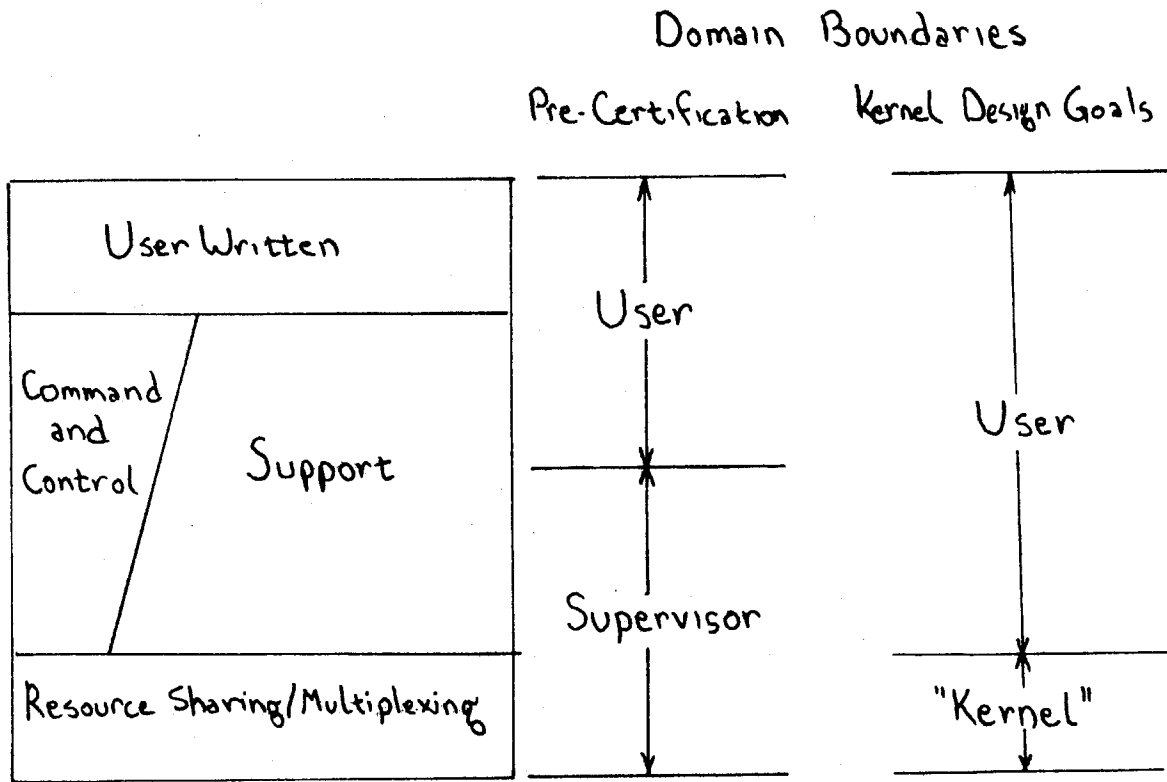 Domain Boundaries
Pre-Certification
Kernel Design Goals
User Written
Command
and
Control
Support
Resource Sharing/Multiplexing
User
Supervisor
User
"Kernel"